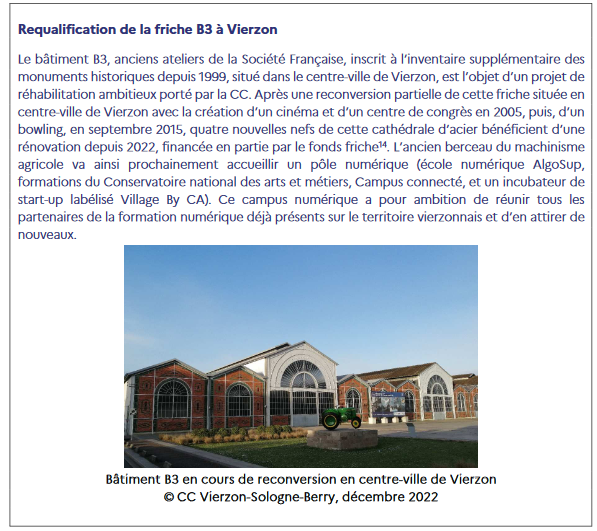 Requalification de la friche B3 à Vierzon
Le bâtiment B3, anciens ateliers de la Société Française, inscrit à l’inventaire supplémentaire des
monuments historiques depuis 1999, situé dans le centre-ville de Vierzon, est l’objet d’un projet de
réhabilitation ambitieux porté par la CC. Après une reconversion partielle de cette friche située en
centre-ville de Vierzon avec la création d’un cinéma et d’un centre de congrès en 2005, puis, d’un
bowling, en septembre 2015, quatre nouvelles nefs de cette cathédrale d’acier bénéficient d’une
rénovation depuis 2022, financée en partie par le fonds friche¹⁴. L’ancien berceau du machinisme
agricole va ainsi prochainement accueillir un pôle numérique (école numérique AlgoSup,
formations du Conservatoire national des arts et métiers, Campus connecté, et un incubateur de
start-up labélisé Village By CA). Ce campus numérique a pour ambition de réunir tous les
partenaires de la formation numérique déjà présents sur le territoire vierzonnais et d’en attirer de
nouveaux.
Bâtiment B3 en cours de reconversion en centre-ville de Vierzon
© CC Vierzon-Sologne-Berry, décembre 2022